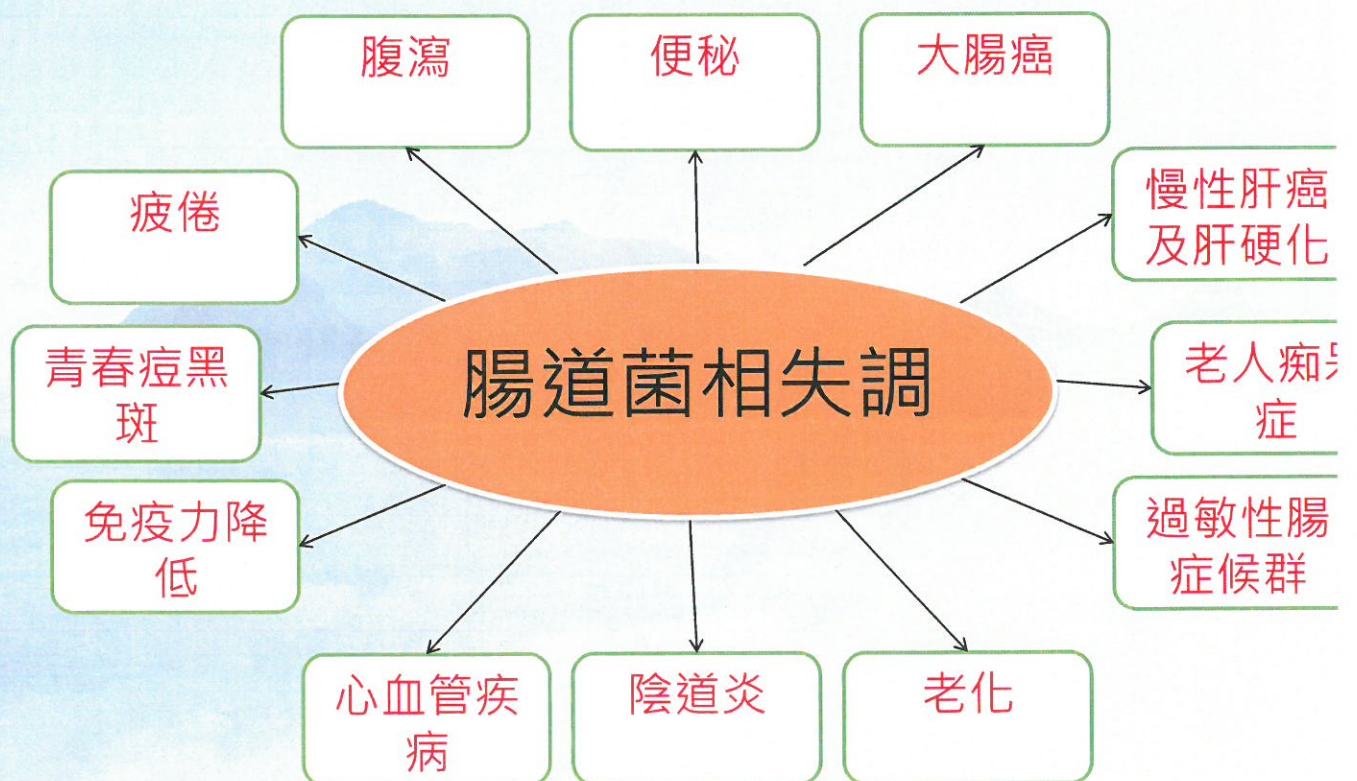 腹瀉
便秘
大腸癌
慢性肝癌
及肝硬化
疲倦
腸道菌相失調
老人痴
症
青春痘黑
斑
免疫力降
低
過敏性腸
症候群
心血管疾
病
陰道炎
老化